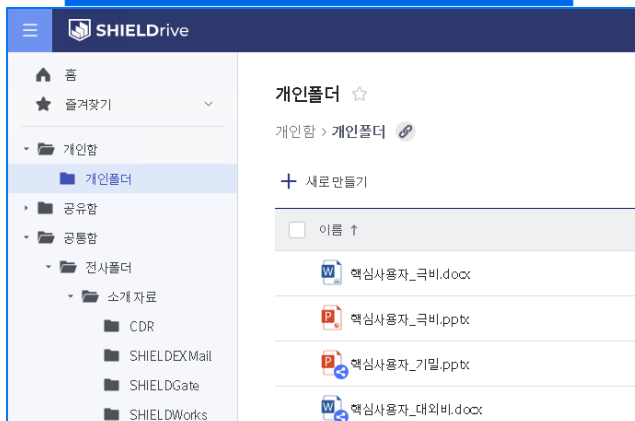 SHIELDrive
홈
즐겨찾기
개인함
개인폴더
공유함
공통함
전사폴더
소개 자료
CDR
SHIELDEXMail
SHIELDGate
SHIELDWorks
개인폴더
개인함 > 개인폴더
+ 새로만들기
이름 ↑
핵심사용자_극비.docx
핵심사용자_극비.pptx
핵심사용자_기밀.pptx
핵심사용자_대외비.docx